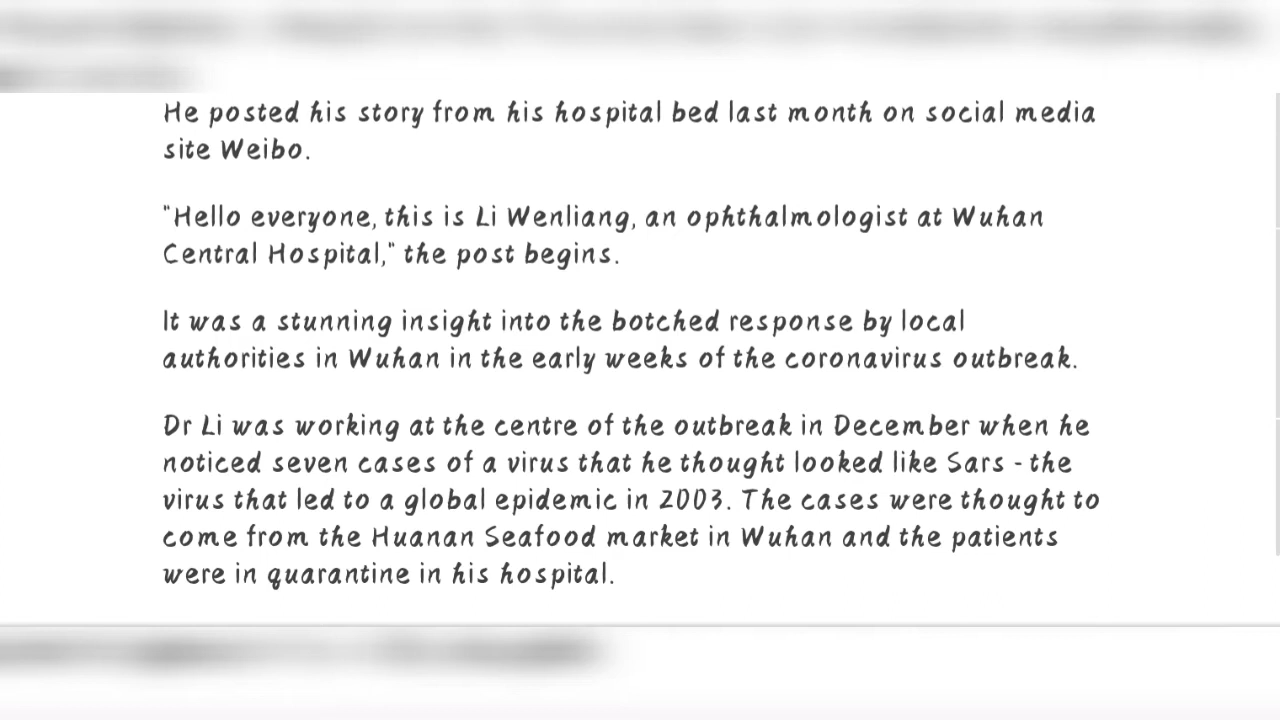 He posted his story from his hospital bed last month on social media
site Weibo.
"Hello everyone, this is Li Wenliang, an ophthalmologist at Wuhan
Central Hospital," the post begins.
It was a stunning insight into the botched response by local
authorities in Wuhan in the early weeks of the coronavirus outbreak.
Dr Li was working at the centre of the outbreak in December when he
noticed seven cases of a virus that he thought looked like Sars - the
virus that led to a global epidemic in 2003. The cases were thought to
come from the Huanan Seafood market in Wuhan and the patients
were in quarantine in his hospital.